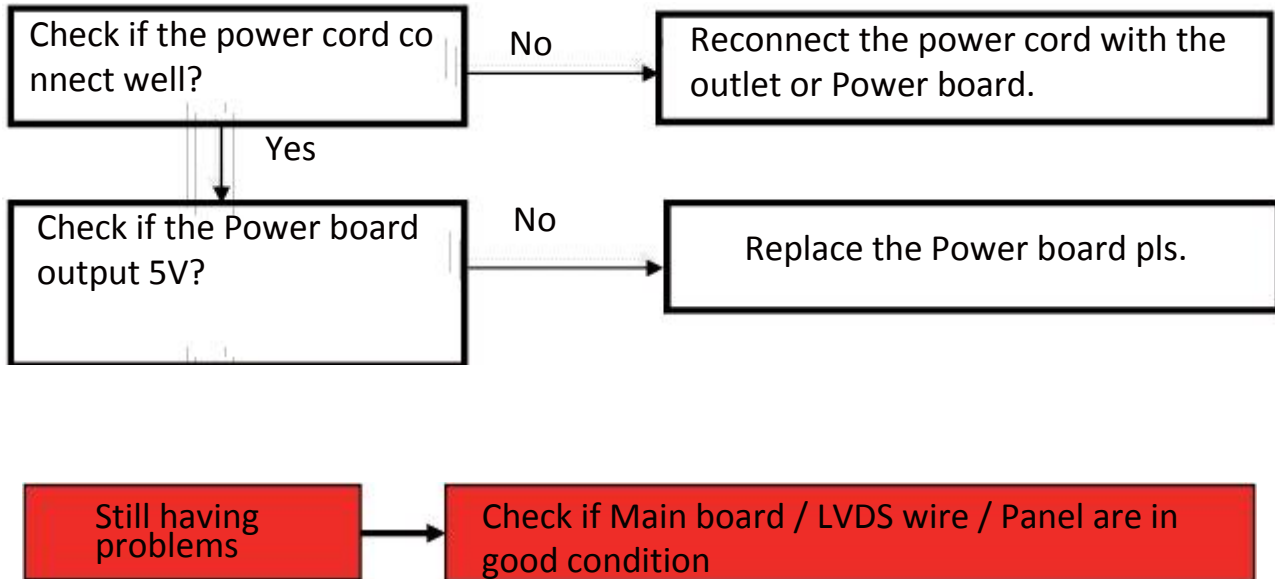 Check if the power cord co
nnect well?
No
Reconnect the power cord with the
outlet or Power board.
Yes
Check if the Power board
output 5V?
No
Replace the Power board pls.
Still having
problems
Check if Main board / LVDS wire / Panel are in
good condition